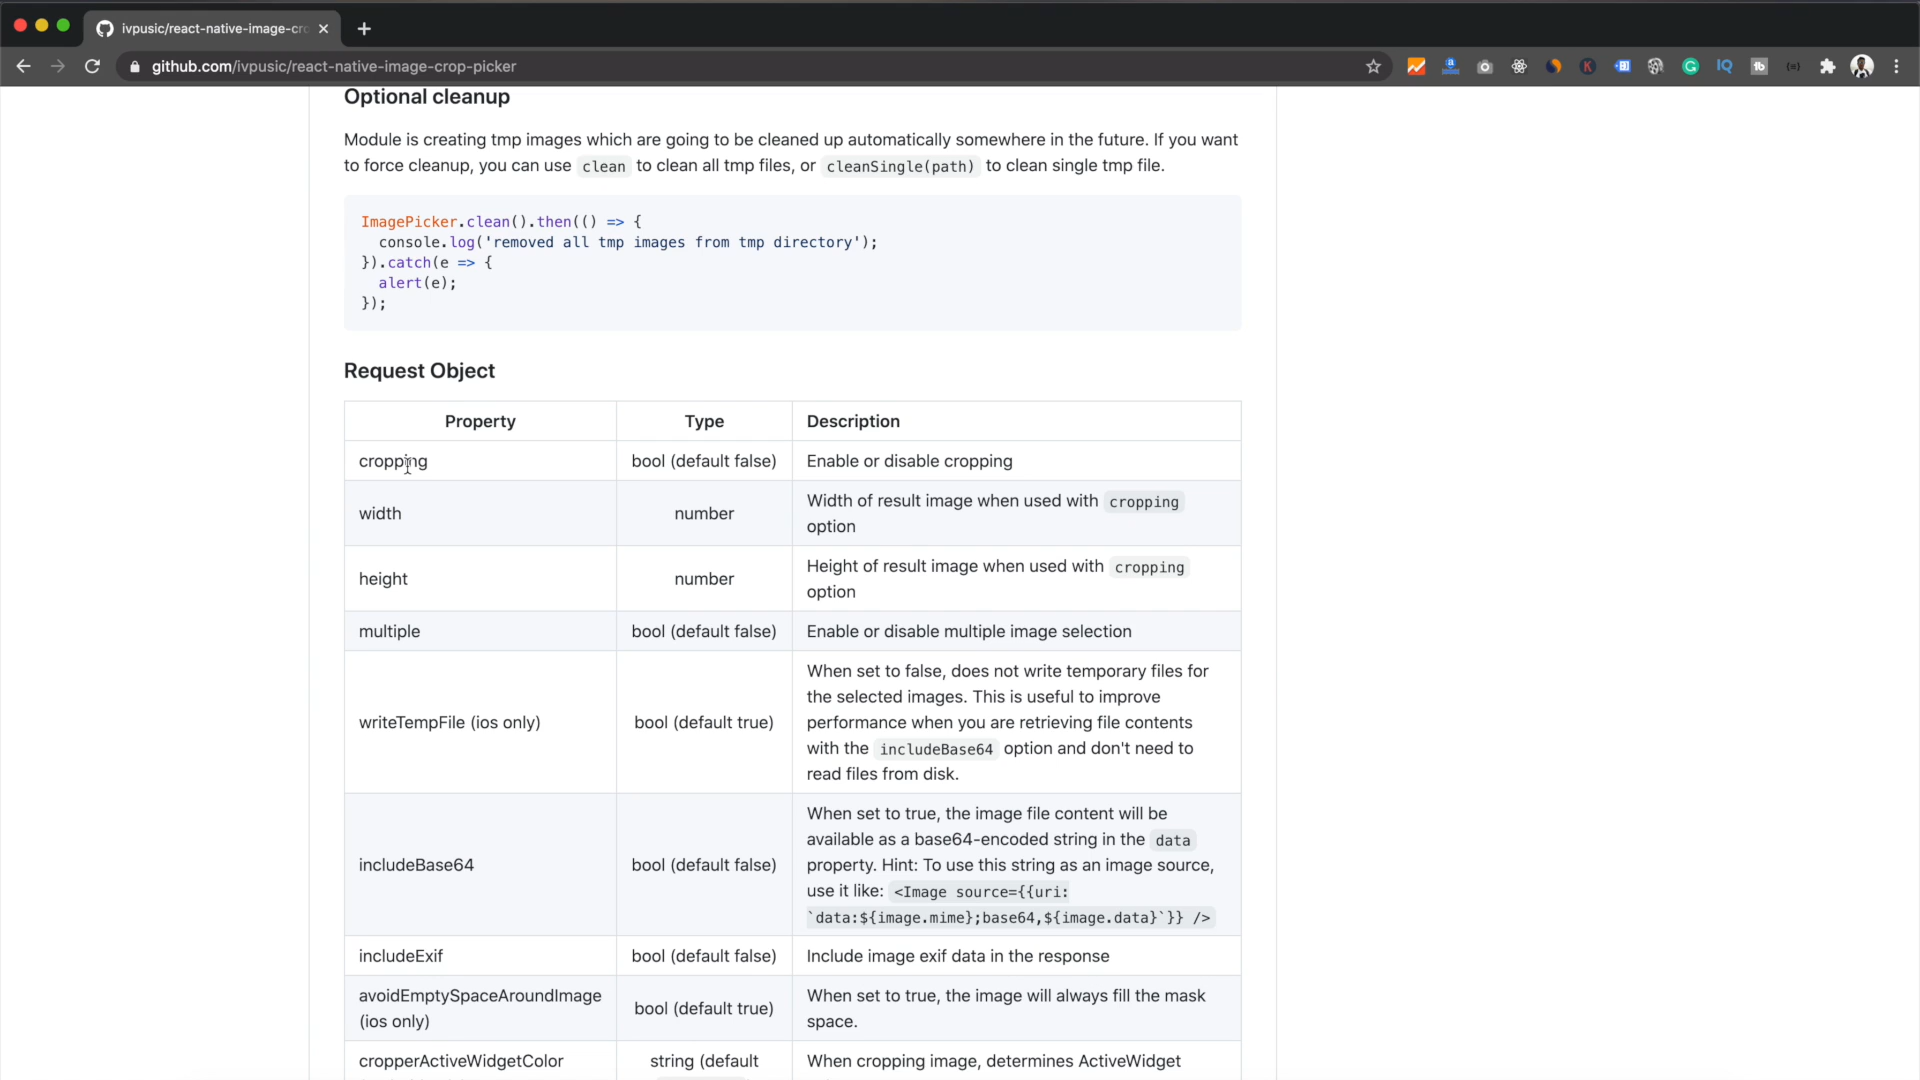 ivpusic/react-native-image-cro
github.com/ivpusic/react-native-image-crop-picker
Optional cleanup
Module is creating tmp images which are going to be cleaned up automatically somewhere in the future. If you want
to force cleanup, you can use clean to clean all tmp files, or cleanSingle(path) to clean single tmp file.
ImagePicker.clean().then(() => {
console.log('removed all tmp images from tmp directory');
}).catch(e => {
alert(e);
});
Request Object
Property Type Description
cropping bool (default false) Enable or disable cropping
width number Width of result image when used with cropping
option
height number Height of result image when used with cropping
option
multiple bool (default false) Enable or disable multiple image selection
When set to false, does not write temporary files for
the selected images. This is useful to improve
writeTempFile (ios only) bool (default true) performance when you are retrieving file contents
with the includeBase64 option and don't need to
read files from disk.
When set to true, the image file content will be
available as a base64-encoded string in the data
includeBase64 bool (default false) property. Hint: To use this string as an image source,
use it like: <Image source={{uri:
`data:${image.mime};base64,${image.data}`}} />
includeExif bool (default false) Include image exif data in the response
avoidEmptySpaceAroundImage
(ios only) bool (default true) When set to true, the image will always fill the mask
space.
cropperActiveWidgetColor string (default When cropping image, determines ActiveWidget